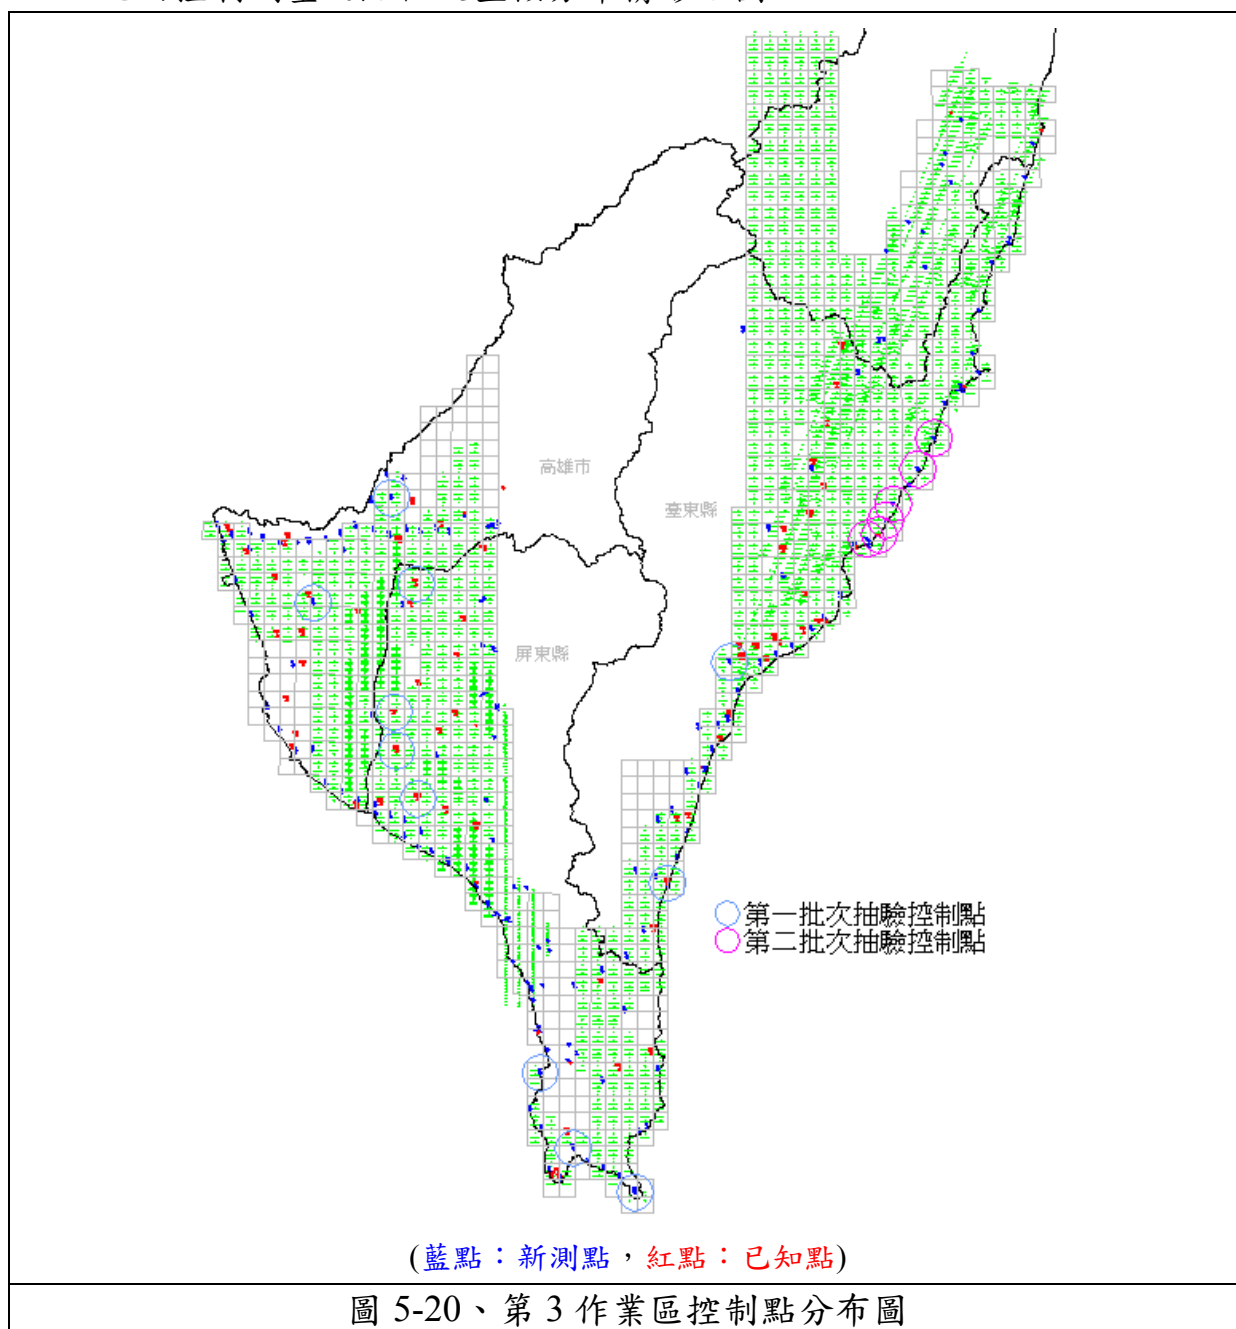 高雄市
臺東縣
屏東縣
第一批次抽驗控制點
第二批次抽驗控制點
(藍點：新測點，紅點：已知點)
圖 5-20、第 3 作業區控制點分布圖